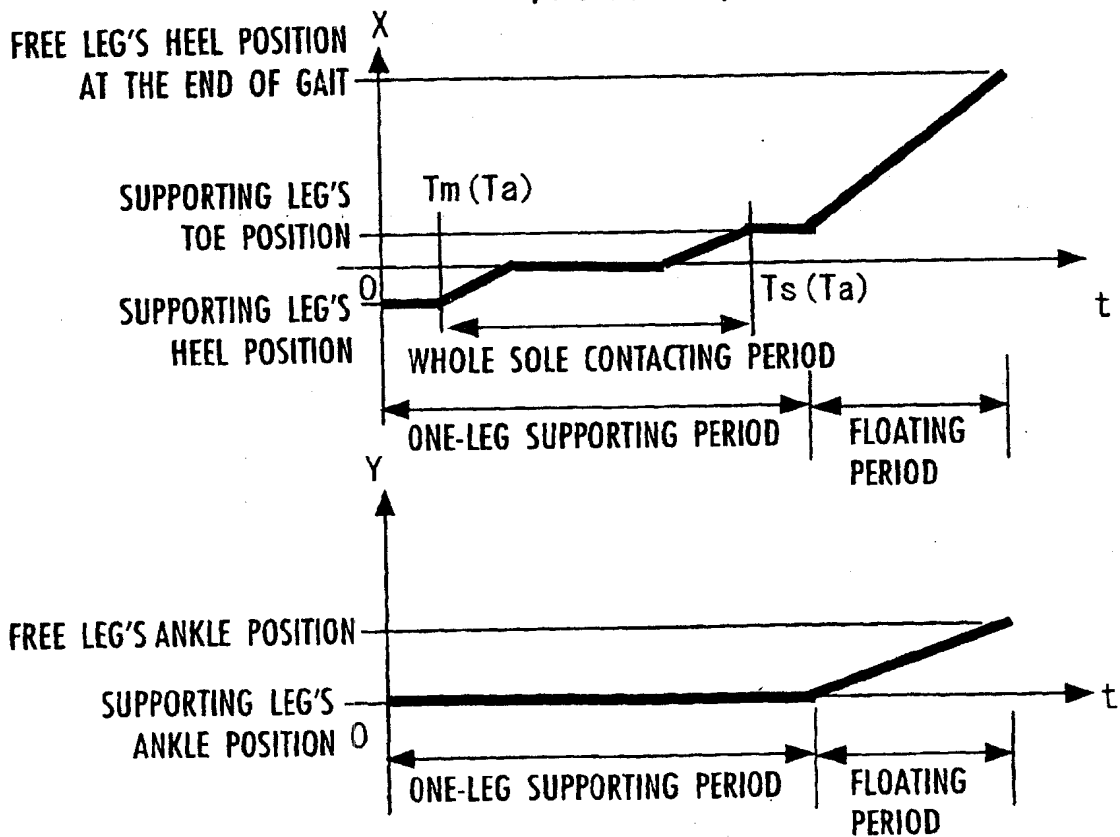 X
FREE LEG'S HEEL POSITION
AT THE END OF GAIT
Tm(Ta)
SUPPORTING LEG'S
TOE POSITION
O
Ts(Ta)
t
SUPPORTING LEG'S
HEEL POSITION
WHOLE SOLE CONTACTING PERIOD
ONE-LEG SUPPORTING PERIOD
FLOATING
PERIOD
Y
FREE LEG'S ANKLE POSITION
SUPPORTING LEG'S
ANKLE POSITION
O
t
ONE-LEG SUPPORTING PERIOD
FLOATING
PERIOD